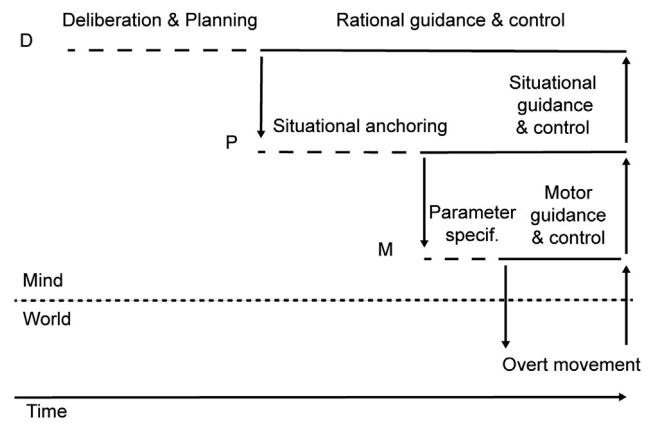 Deliberation & Planning
Rational guidance & control
D
Situational
guidance
& control
Situational anchoring
P
Motor
guidance
& control
Parameter
specif.
M
Mind
World
Overt movement
Time